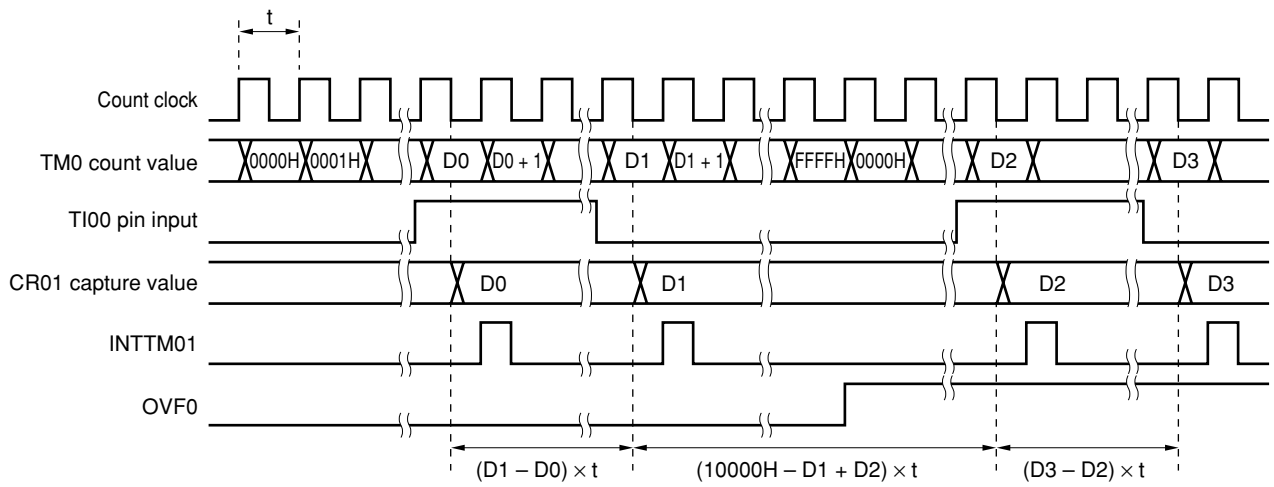 t
Count clock
TM0 count value 0000H 0001H D0 D0 + 1 D1 D1 + 1 FFFFH 0000H D2 D3
TI00 pin input
CR01 capture value D0 D1 D2 D3
INTTM01
OVF0
(D1 – D0) × t (10000H – D1 + D2) × t (D3 – D2) × t